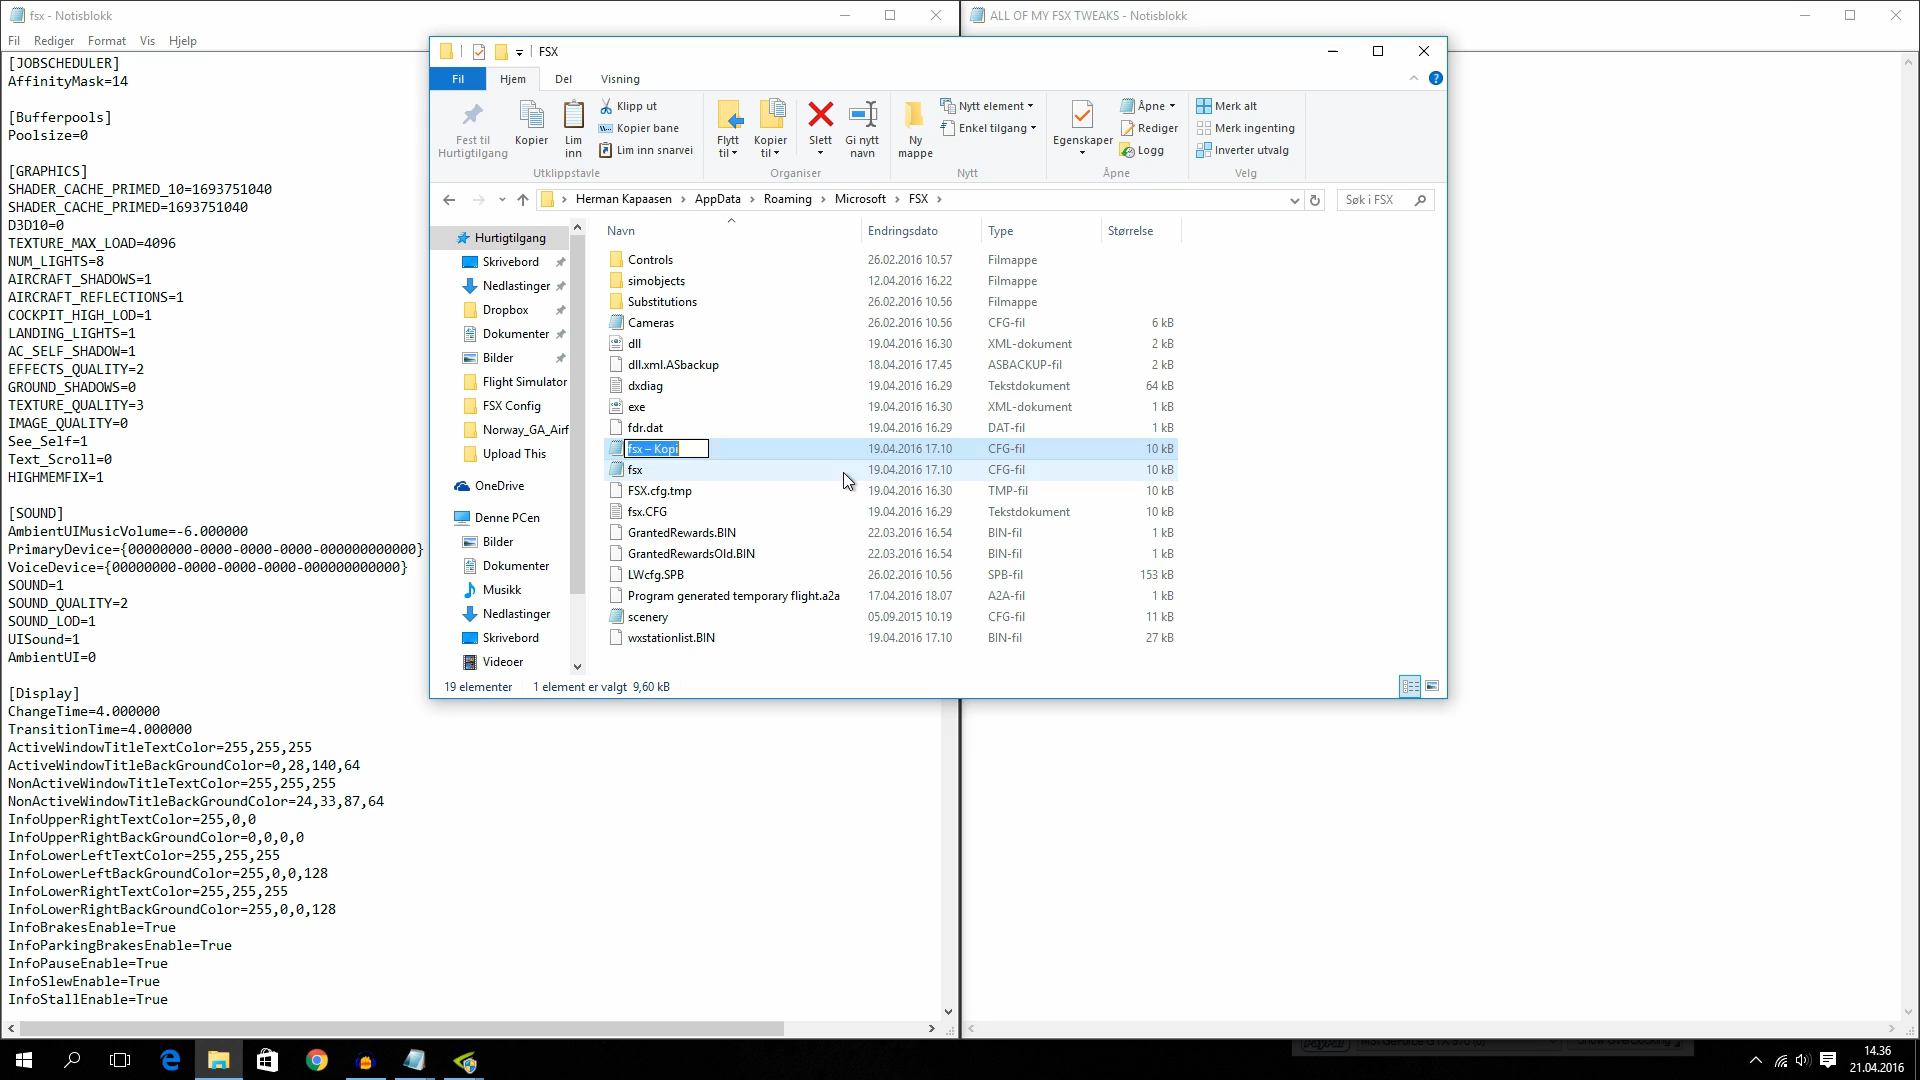 fsx - Notisblokk
Fil Rediger Format Vis Hjelp
[JOBSCHEDULER]
AffinityMask=14
[Bufferpools]
Poolsize=0
[GRAPHICS]
SHADER_CACHE_PRIMED_10=1693751040
SHADER_CACHE_PRIMED=1693751040
D3D10=0
TEXTURE_MAX_LOAD=4096
NUM_LIGHTS=8
AIRCRAFT_SHADOWS=1
AIRCRAFT_REFLECTIONS=1
COCKPIT_HIGH_LOD=1
LANDING_LIGHTS=1
AC_SELF_SHADOW=1
EFFECTS_QUALITY=2
GROUND_SHADOWS=0
TEXTURE_QUALITY=3
IMAGE_QUALITY=0
See_Self=1
Text_Scroll=0
HIGHMEMFIX=1
[SOUND]
AmbientUIMusicVolume=-6.000000
PrimaryDevice={00000000-0000-0000-0000-000000000000}
VoiceDevice={00000000-0000-0000-0000-000000000000}
SOUND=1
SOUND_QUALITY=2
SOUND_LOD=1
UISound=1
AmbientUI=0
[Display]
ChangeTime=4.000000
TransitionTime=4.000000
ActiveWindowTitleTextColor=255,255,255
ActiveWindowTitleBackGroundColor=0,28,140,64
NonActiveWindowTitleTextColor=255,255,255
NonActiveWindowTitleBackGroundColor=24,33,87,64
InfoUpperRightTextColor=255,0,0
InfoUpperRightBackGroundColor=0,0,0,0
InfoLowerLeftTextColor=255,255,255
InfoLowerLeftBackGroundColor=255,0,0,128
InfoLowerRightTextColor=255,255,255
InfoLowerRightBackGroundColor=255,0,0,128
InfoBrakesEnable=True
InfoParkingBrakesEnable=True
InfoPauseEnable=True
InfoSlewEnable=True
InfoStallEnable=True
ALL OF MY FSX TWEAKS - Notisblokk
FSX
Fil Hjem Del Visning
Fest til Hurtigtilgang
Kopier
Lim inn
Klipp ut
Kopier bane
Lim inn snarvei
Utklippstavle
Flytt til
Kopier til
Slett
Gi nytt navn
Organiser
Ny mappe
Nytt element
Enkel tilgang
Nytt
Egenskaper
Åpne
Rediger
Logg
Åpne
Merk alt
Merk ingenting
Inverter utvalg
Velg
Herman Kapaasen > AppData > Roaming > Microsoft > FSX >
Søk i FSX
Hurtigtilgang
Skrivebord
Nedlastinger
Dropbox
Dokumenter
Bilder
Flight Simulator
FSX Config
Norway_GA_Airf
Upload This
OneDrive
Denne PCen
Bilder
Dokumenter
Musikk
Nedlastinger
Skrivebord
Videoer
Navn Endringsdato Type Størrelse
Controls 26.02.2016 10.57 Filmappe
simobjects 12.04.2016 16.22 Filmappe
Substitutions 26.02.2016 10.56 Filmappe
Cameras 26.02.2016 10.56 CFG-fil 6 kB
dll 19.04.2016 16.30 XML-dokument 2 kB
dll.xml.ASbackup 18.04.2016 17.45 ASBACKUP-fil 2 kB
dxdiag 19.04.2016 16.29 Tekstdokument 64 kB
exe 19.04.2016 16.30 XML-dokument 1 kB
fdr.dat 19.04.2016 16.29 DAT-fil 1 kB
fsx – Kopi 19.04.2016 17.10 CFG-fil 10 kB
fsx 19.04.2016 17.10 CFG-fil 10 kB
FSX.cfg.tmp 19.04.2016 16.30 TMP-fil 10 kB
fsx.CFG 19.04.2016 16.29 Tekstdokument 10 kB
GrantedRewards.BIN 22.03.2016 16.54 BIN-fil 1 kB
GrantedRewardsOld.BIN 22.03.2016 16.54 BIN-fil 1 kB
LWcfg.SPB 26.02.2016 10.56 SPB-fil 153 kB
Program generated temporary flight.a2a 17.04.2016 18.07 A2A-fil 1 kB
scenery 05.09.2015 10.19 CFG-fil 11 kB
wxstationlist.BIN 19.04.2016 17.10 BIN-fil 27 kB
19 elementer 1 element er valgt 9,60 kB
14.36
21.04.2016